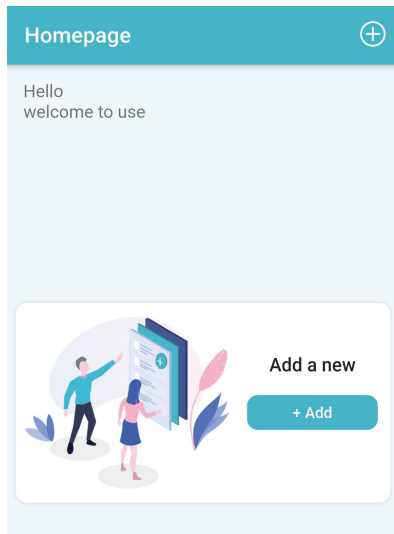 Homepage
Hello
welcome to use
Add a new
+ Add